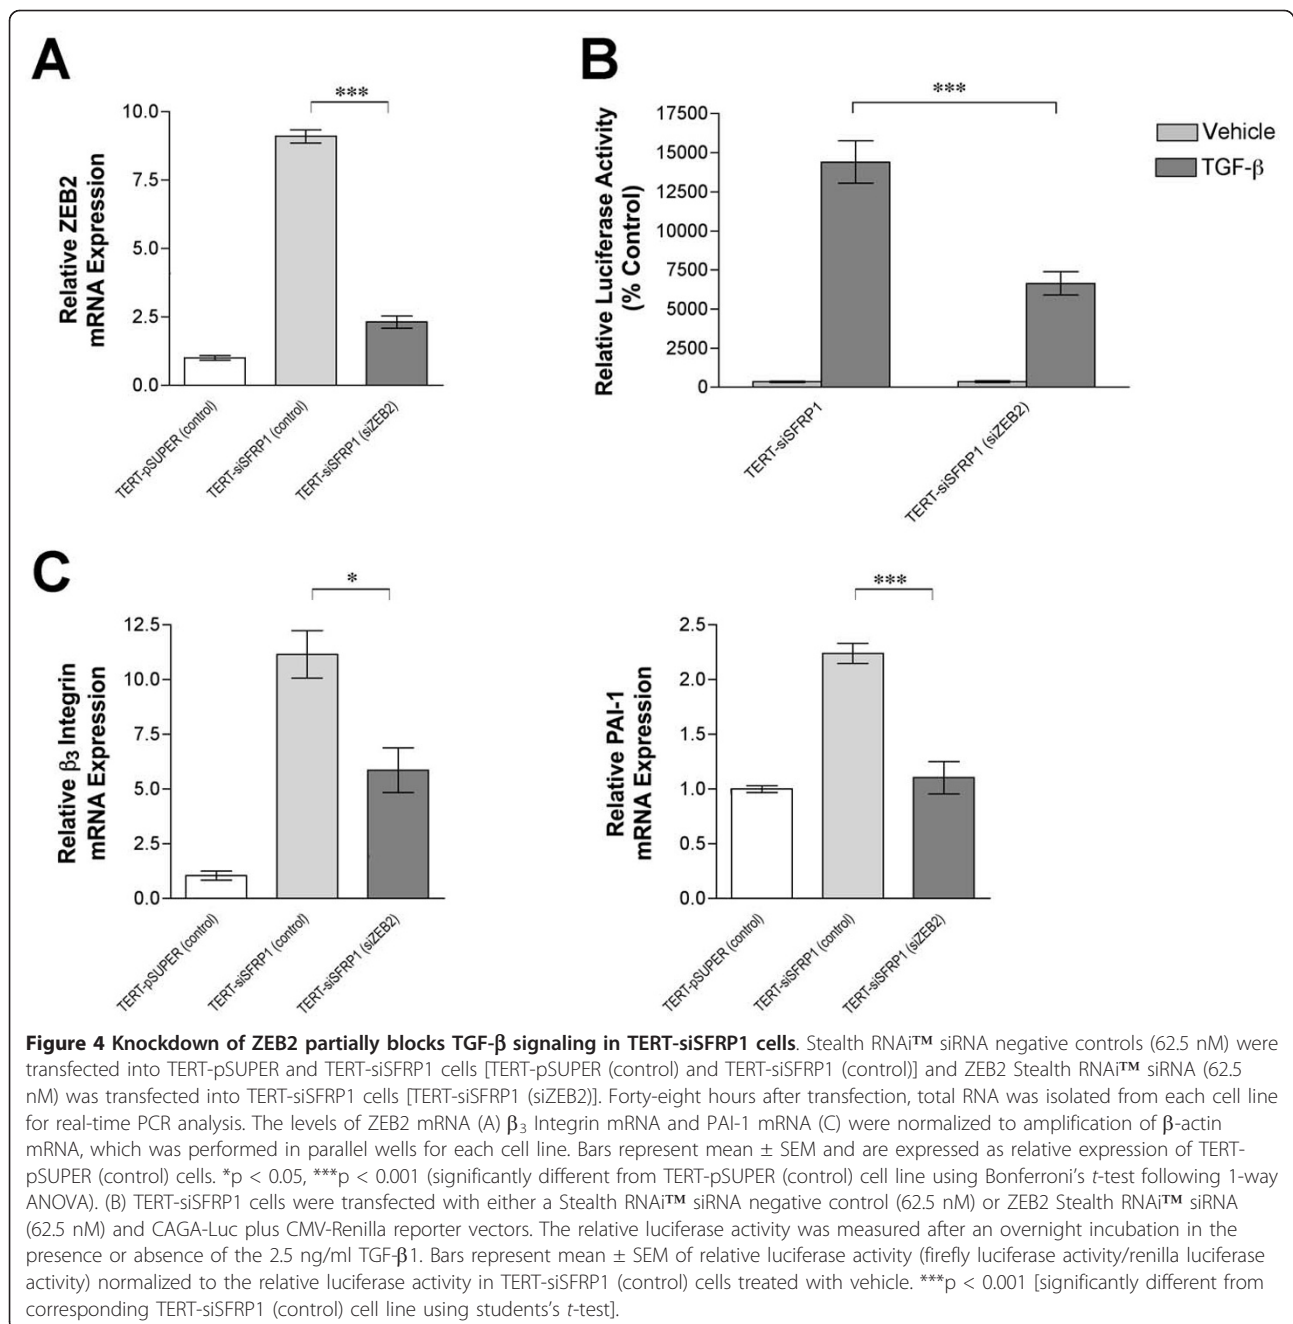 A
***
10.0
7.5
5.0
2.5
0.0
Relative ZEB2
mRNA Expression
TERT-pSUPER (control)
TERT-siSFRP1 (control)
TERT-siSFRP1 (siZEB2)
B
***
17500
15000
12500
10000
7500
5000
2500
0
Relative Luciferase Activity
(% Control)
TERT-siSFRP1
TERT-siSFRP1 (siZEB2)
Vehicle
TGF-β
C
*
12.5
10.0
7.5
5.0
2.5
0.0
Relative β₃ Integrin
mRNA Expression
TERT-pSUPER (control)
TERT-siSFRP1 (control)
TERT-siSFRP1 (siZEB2)
***
2.5
2.0
1.5
1.0
0.5
0.0
Relative PAI-1
mRNA Expression
TERT-pSUPER (control)
TERT-siSFRP1 (control)
TERT-siSFRP1 (siZEB2)
Figure 4 Knockdown of ZEB2 partially blocks TGF-β signaling in TERT-siSFRP1 cells. Stealth RNAi™ siRNA negative controls (62.5 nM) were
transfected into TERT-pSUPER and TERT-siSFRP1 cells [TERT-pSUPER (control) and TERT-siSFRP1 (control)] and ZEB2 Stealth RNAi™ siRNA (62.5
nM) was transfected into TERT-siSFRP1 cells [TERT-siSFRP1 (siZEB2)]. Forty-eight hours after transfection, total RNA was isolated from each cell line
for real-time PCR analysis. The levels of ZEB2 mRNA (A) β₃ Integrin mRNA and PAI-1 mRNA (C) were normalized to amplification of β-actin
mRNA, which was performed in parallel wells for each cell line. Bars represent mean ± SEM and are expressed as relative expression of TERT-
pSUPER (control) cells. *p < 0.05, ***p < 0.001 (significantly different from TERT-pSUPER (control) cell line using Bonferroni's t-test following 1-way
ANOVA). (B) TERT-siSFRP1 cells were transfected with either a Stealth RNAi™ siRNA negative control (62.5 nM) or ZEB2 Stealth RNAi™ siRNA
(62.5 nM) and CAGA-Luc plus CMV-Renilla reporter vectors. The relative luciferase activity was measured after an overnight incubation in the
presence or absence of the 2.5 ng/ml TGF-β1. Bars represent mean ± SEM of relative luciferase activity (firefly luciferase activity/renilla luciferase
activity) normalized to the relative luciferase activity in TERT-siSFRP1 (control) cells treated with vehicle. ***p < 0.001 [significantly different from
corresponding TERT-siSFRP1 (control) cell line using students's t-test].